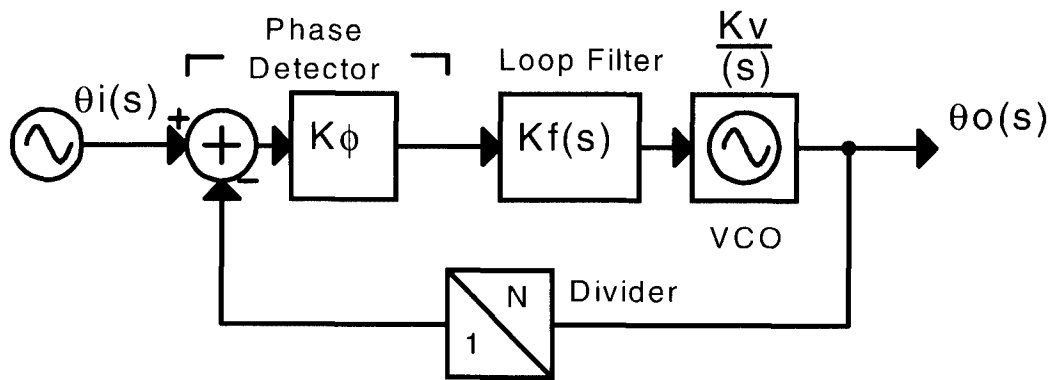 Phase
Detector
Loop Filter
Kv
(s)
θi(s)
+
+
-
Kϕ
Kf(s)
θo(s)
VCO
N
1
Divider